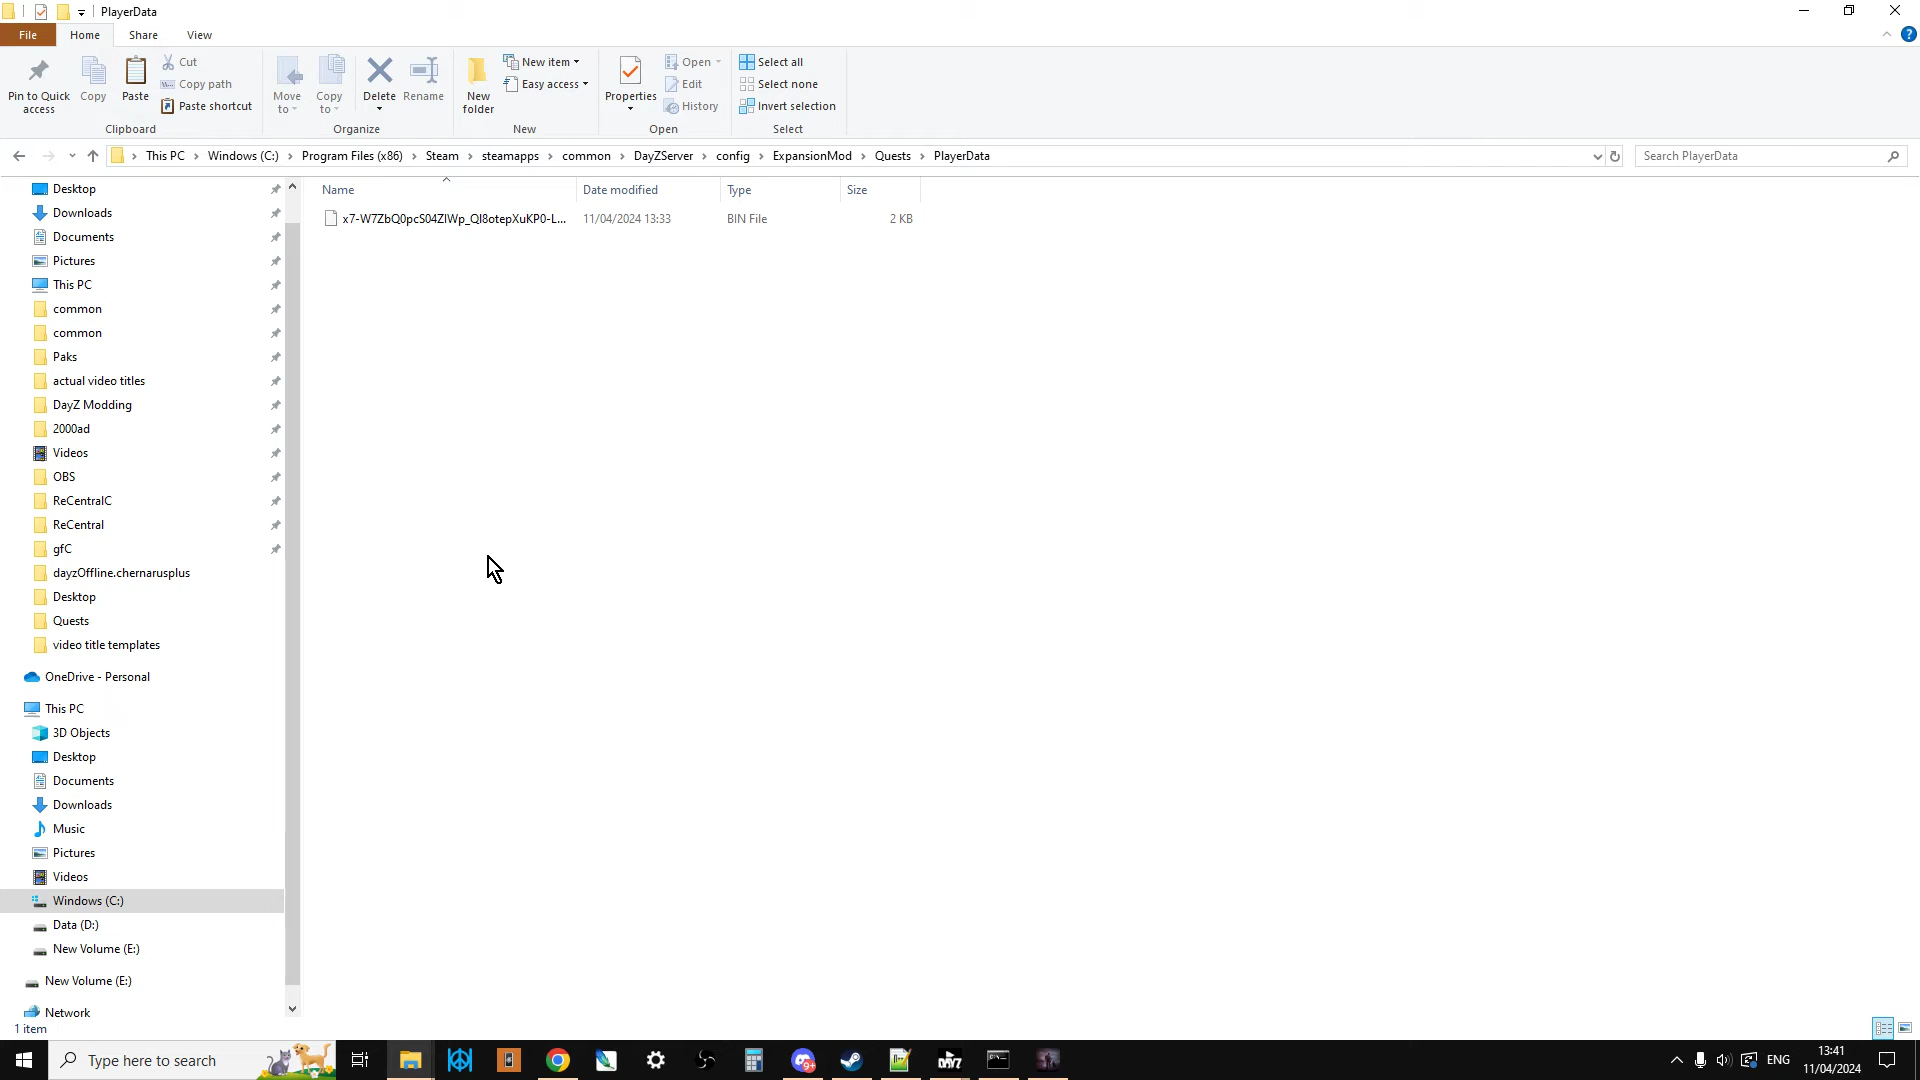 PlayerData
File Home Share View
Pin to Quick access
Copy
Paste
Cut
Copy path
Paste shortcut
Clipboard
Move to
Copy to
Delete
Rename
Organize
New folder
New item
Easy access
New
Properties
Open
Edit
History
Open
Select all
Select none
Invert selection
Select
This PC > Windows (C:) > Program Files (x86) > Steam > steamapps > common > DayZServer > config > ExpansionMod > Quests > PlayerData
Search PlayerData
Name Date modified Type Size
x7-W7ZbQ0pcS04ZlWp_Ql8otepXuKP0-L... 11/04/2024 13:33 BIN File 2 KB
Desktop
Downloads
Documents
Pictures
This PC
common
common
Paks
actual video titles
DayZ Modding
2000ad
Videos
OBS
ReCentralC
ReCentral
gfC
dayzOffline.chernarusplus
Desktop
Quests
video title templates
OneDrive - Personal
This PC
3D Objects
Desktop
Documents
Downloads
Music
Pictures
Videos
Windows (C:)
Data (D:)
New Volume (E:)
New Volume (E:)
Network
1 item
Type here to search
9+
DAYZ
ENG
13:41
11/04/2024